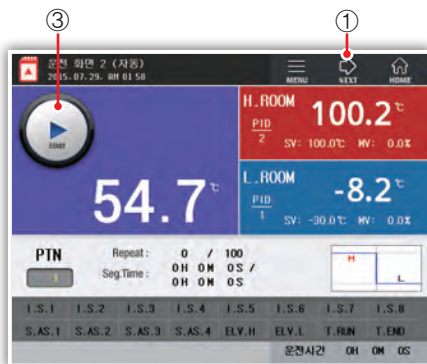 ③ ①
운전 화면 2 (자동)
2015.07.29. AM 01 58
MENU NEXT HOME
START
54.7℃
H.ROOM
PID
2
100.2℃
SV: 100.0℃ MV: 0.0%
L.ROOM
PID
1
-8.2℃
SV: -30.0℃ MV: 0.0%
PTN
1
Repeat: 0 / 100
Seg.Time: 0H 0M 0S /
0H 0M 0S
H
L
I.S.1 I.S.2 I.S.3 I.S.4 I.S.5 I.S.6 I.S.7 I.S.8
S.AS.1 S.AS.2 S.AS.3 S.AS.4 ELV.H ELV.L T.RUN T.END
운전시간 0H 0M 0S